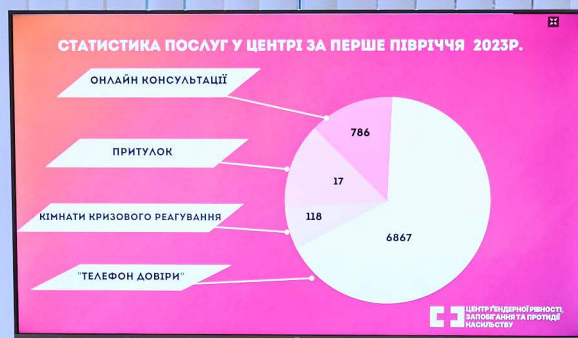 СТАТИСТИКА ПОСЛУГ У ЦЕНТРІ ЗА ПЕРШЕ ПІВРІЧЧЯ 2023Р.
ОНЛАЙН КОНСУЛЬТАЦІЇ
786
ПРИТУЛОК
17
КІМНАТИ КРИЗОВОГО РЕАГУВАННЯ
118
6867
"ТЕЛЕФОН ДОВІРИ"
ЦЕНТР ҐЕНДЕРНОЇ РІВНОСТІ,
ЗАПОБІГАННЯ ТА ПРОТИДІЇ
НАСИЛЬСТВУ